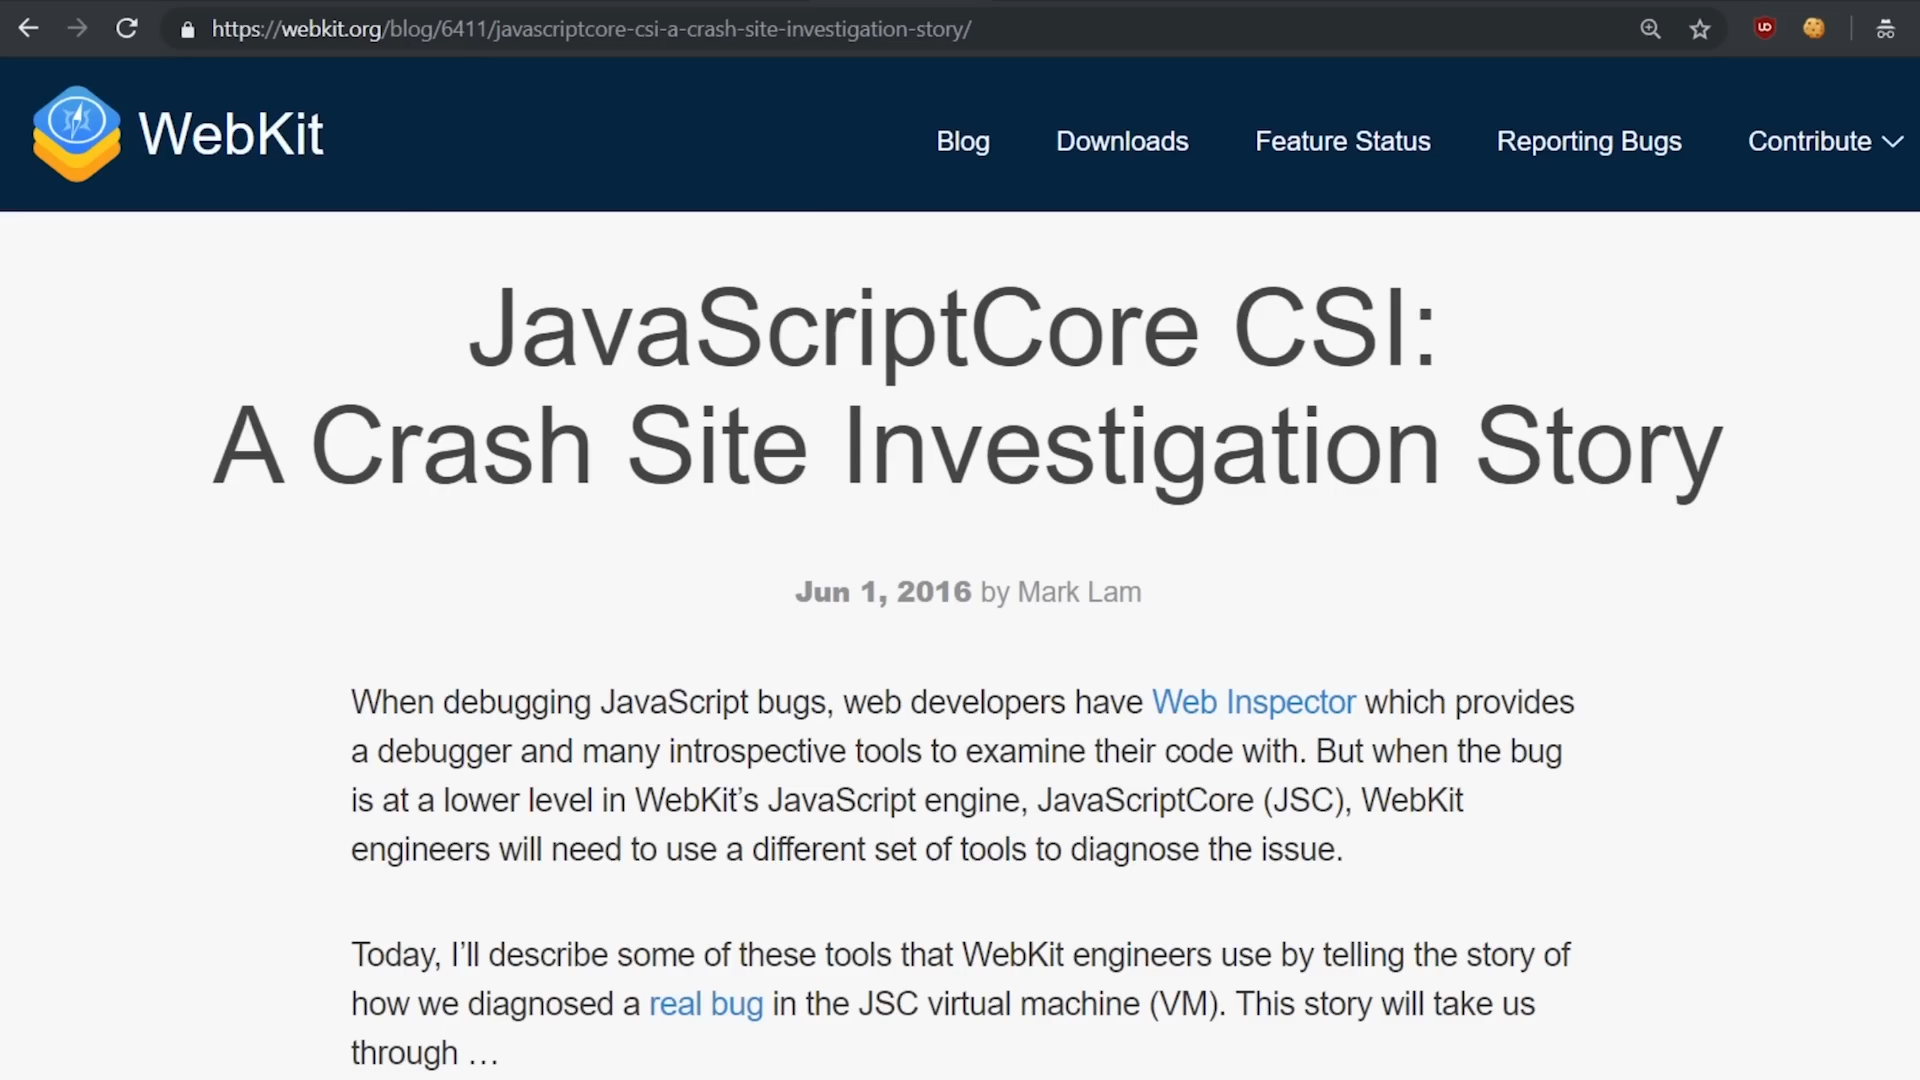 https://webkit.org/blog/6411/javascriptcore-csi-a-crash-site-investigation-story/
WebKit
Blog
Downloads
Feature Status
Reporting Bugs
Contribute
JavaScriptCore CSI:
A Crash Site Investigation Story
Jun 1, 2016 by Mark Lam
When debugging JavaScript bugs, web developers have Web Inspector which provides
a debugger and many introspective tools to examine their code with. But when the bug
is at a lower level in WebKit’s JavaScript engine, JavaScriptCore (JSC), WebKit
engineers will need to use a different set of tools to diagnose the issue.
Today, I’ll describe some of these tools that WebKit engineers use by telling the story of
how we diagnosed a real bug in the JSC virtual machine (VM). This story will take us
through …